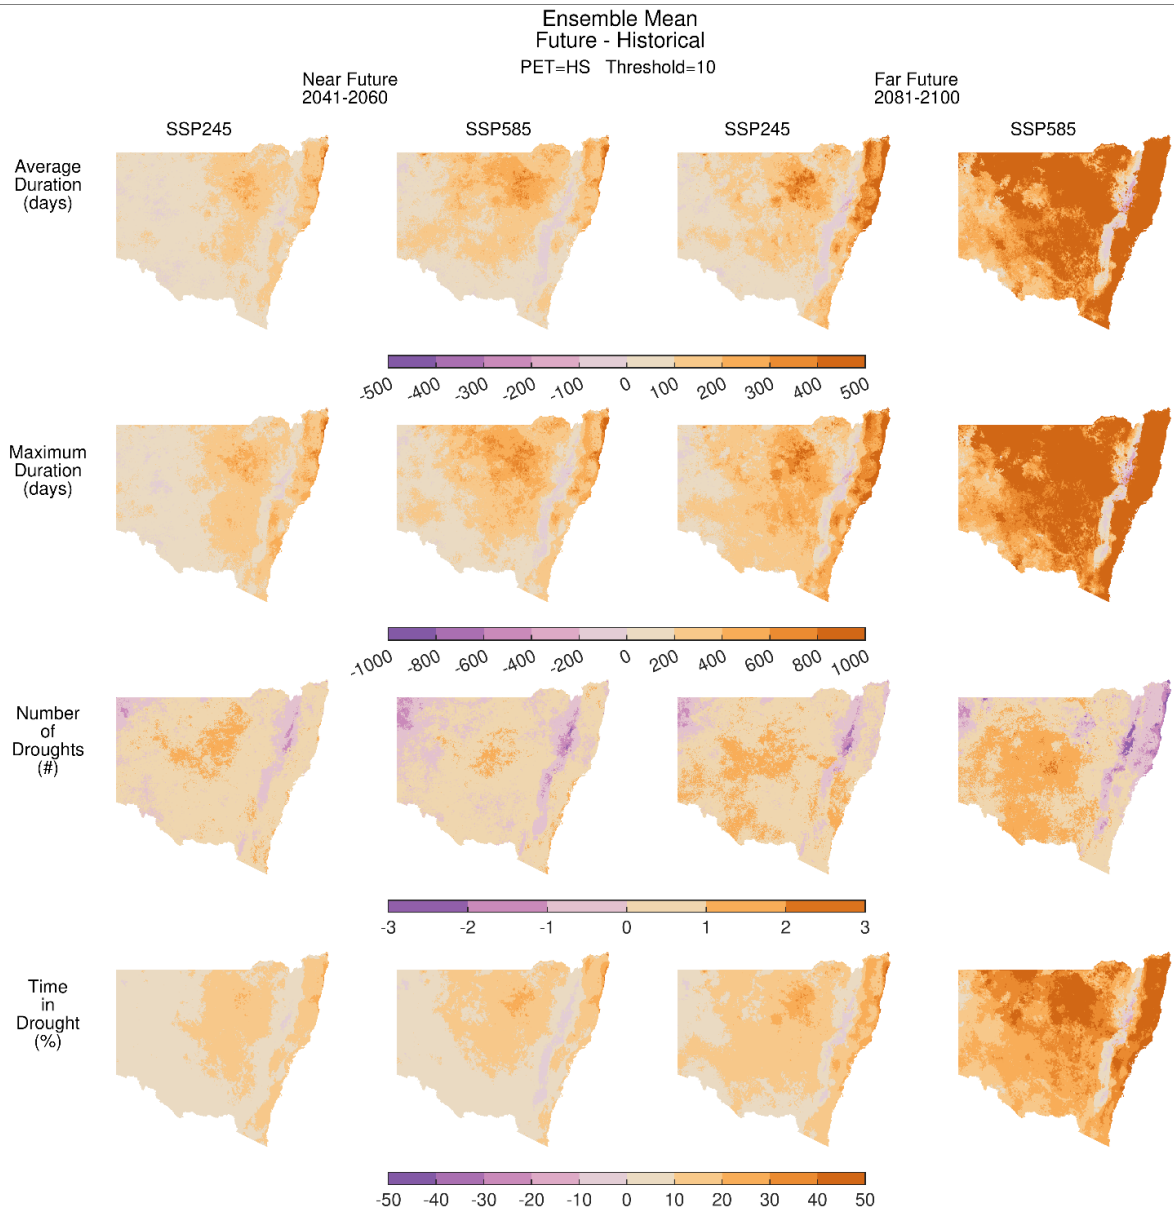 Ensemble Mean
Future - Historical
PET=HS Threshold=10
Near Future
2041-2060
Far Future
2081-2100
SSP245
SSP585
SSP245
SSP585
Average
Duration
(days)
-500 -400 -300 -200 -100 0 100 200 300 400 500
Maximum
Duration
(days)
-1000 -800 -600 -400 -200 0 200 400 600 800 1000
Number
of
Droughts
(#)
-3 -2 -1 0 1 2 3
Time
in
Drought
(%)
-50 -40 -30 -20 -10 0 10 20 30 40 50